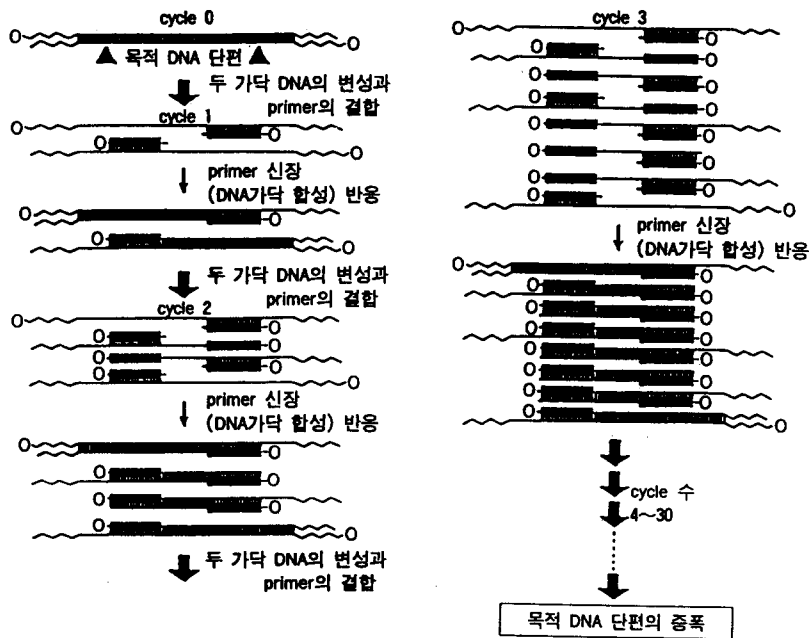 cycle 0
목적 DNA 단편
두 가닥 DNA의 변성과
primer의 결합
cycle 1
primer 신장
(DNA가닥 합성) 반응
두 가닥 DNA의 변성과
primer의 결합
cycle 2
primer 신장
(DNA가닥 합성) 반응
두 가닥 DNA의 변성과
primer의 결합
cycle 3
primer 신장
(DNA가닥 합성) 반응
cycle 수
4~30
목적 DNA 단편의 증폭